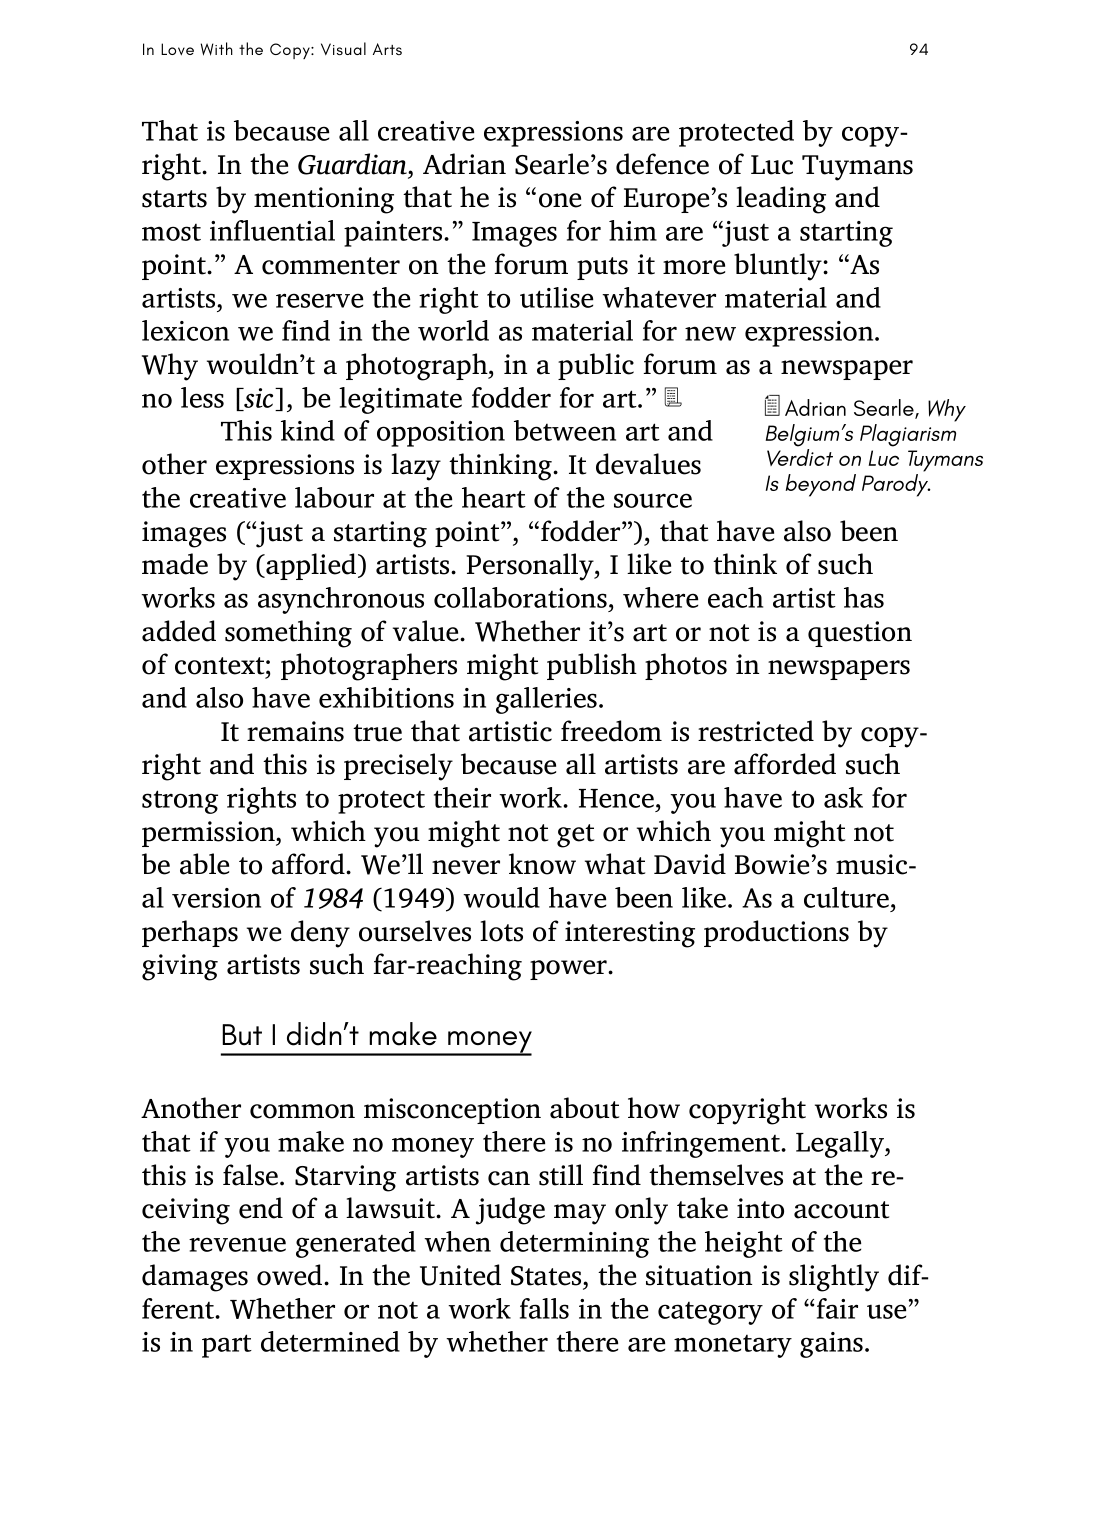 In Love With the Copy: Visual Arts
94
That is because all creative expressions are protected by copy-
right. In the Guardian, Adrian Searle’s defence of Luc Tuymans
starts by mentioning that he is “one of Europe’s leading and
most influential painters.” Images for him are “just a starting
point.” A commenter on the forum puts it more bluntly: “As
artists, we reserve the right to utilise whatever material and
lexicon we find in the world as material for new expression.
Why wouldn’t a photograph, in a public forum as a newspaper
no less [sic], be legitimate fodder for art.”
Adrian Searle, Why
Belgium’s Plagiarism
Verdict on Luc Tuymans
Is beyond Parody.
This kind of opposition between art and
other expressions is lazy thinking. It devalues
the creative labour at the heart of the source
images (“just a starting point”, “fodder”), that have also been
made by (applied) artists. Personally, I like to think of such
works as asynchronous collaborations, where each artist has
added something of value. Whether it’s art or not is a question
of context; photographers might publish photos in newspapers
and also have exhibitions in galleries.
It remains true that artistic freedom is restricted by copy-
right and this is precisely because all artists are afforded such
strong rights to protect their work. Hence, you have to ask for
permission, which you might not get or which you might not
be able to afford. We’ll never know what David Bowie’s music-
al version of 1984 (1949) would have been like. As a culture,
perhaps we deny ourselves lots of interesting productions by
giving artists such far-reaching power.
But I didn’t make money
Another common misconception about how copyright works is
that if you make no money there is no infringement. Legally,
this is false. Starving artists can still find themselves at the re-
ceiving end of a lawsuit. A judge may only take into account
the revenue generated when determining the height of the
damages owed. In the United States, the situation is slightly dif-
ferent. Whether or not a work falls in the category of “fair use”
is in part determined by whether there are monetary gains.